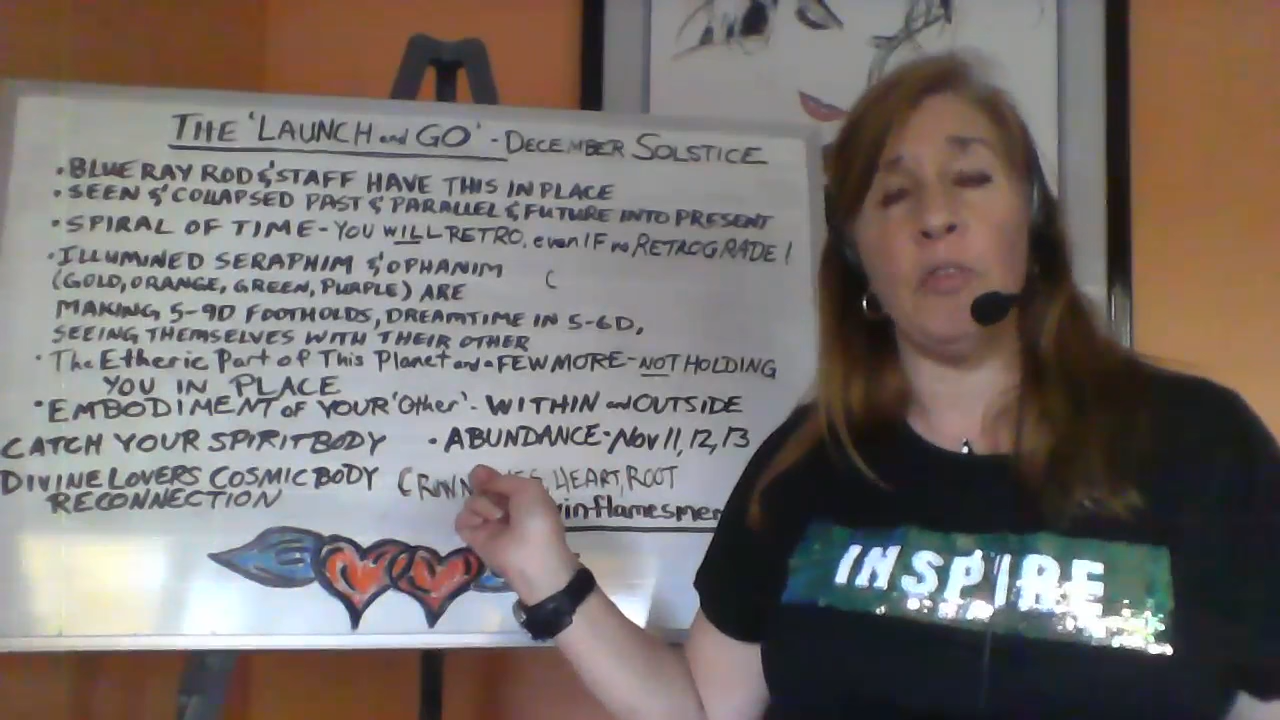 THE 'LAUNCH and GO' - DECEMBER SOLSTICE
• BLUE RAY ROD & STAFF HAVE THIS IN PLACE
• SEEN & COLLAPSED PAST & PARALLEL & FUTURE INTO PRESENT
• SPIRAL OF TIME - YOU WILL RETRO, even IF no RETROGRADE!
• ILLUMINED SERAPHIM & OPHANIM (
(GOLD, ORANGE, GREEN, PURPLE) ARE
MAKING 5-9D FOOTHOLDS, DREAMTIME IN 5-6D,
SEEING THEMSELVES WITH THEIR OTHER
• The Etheric Part of This Planet and a FEW MORE - NOT HOLDING
YOU IN PLACE
• EMBODIMENT of YOUR 'Other' - WITHIN and OUTSIDE
CATCH YOUR SPIRIT BODY • ABUNDANCE - Nov 11, 12, 13
DIVINE LOVERS COSMIC BODY CROWN HEART, ROOT
RECONNECTION
INSPIRE